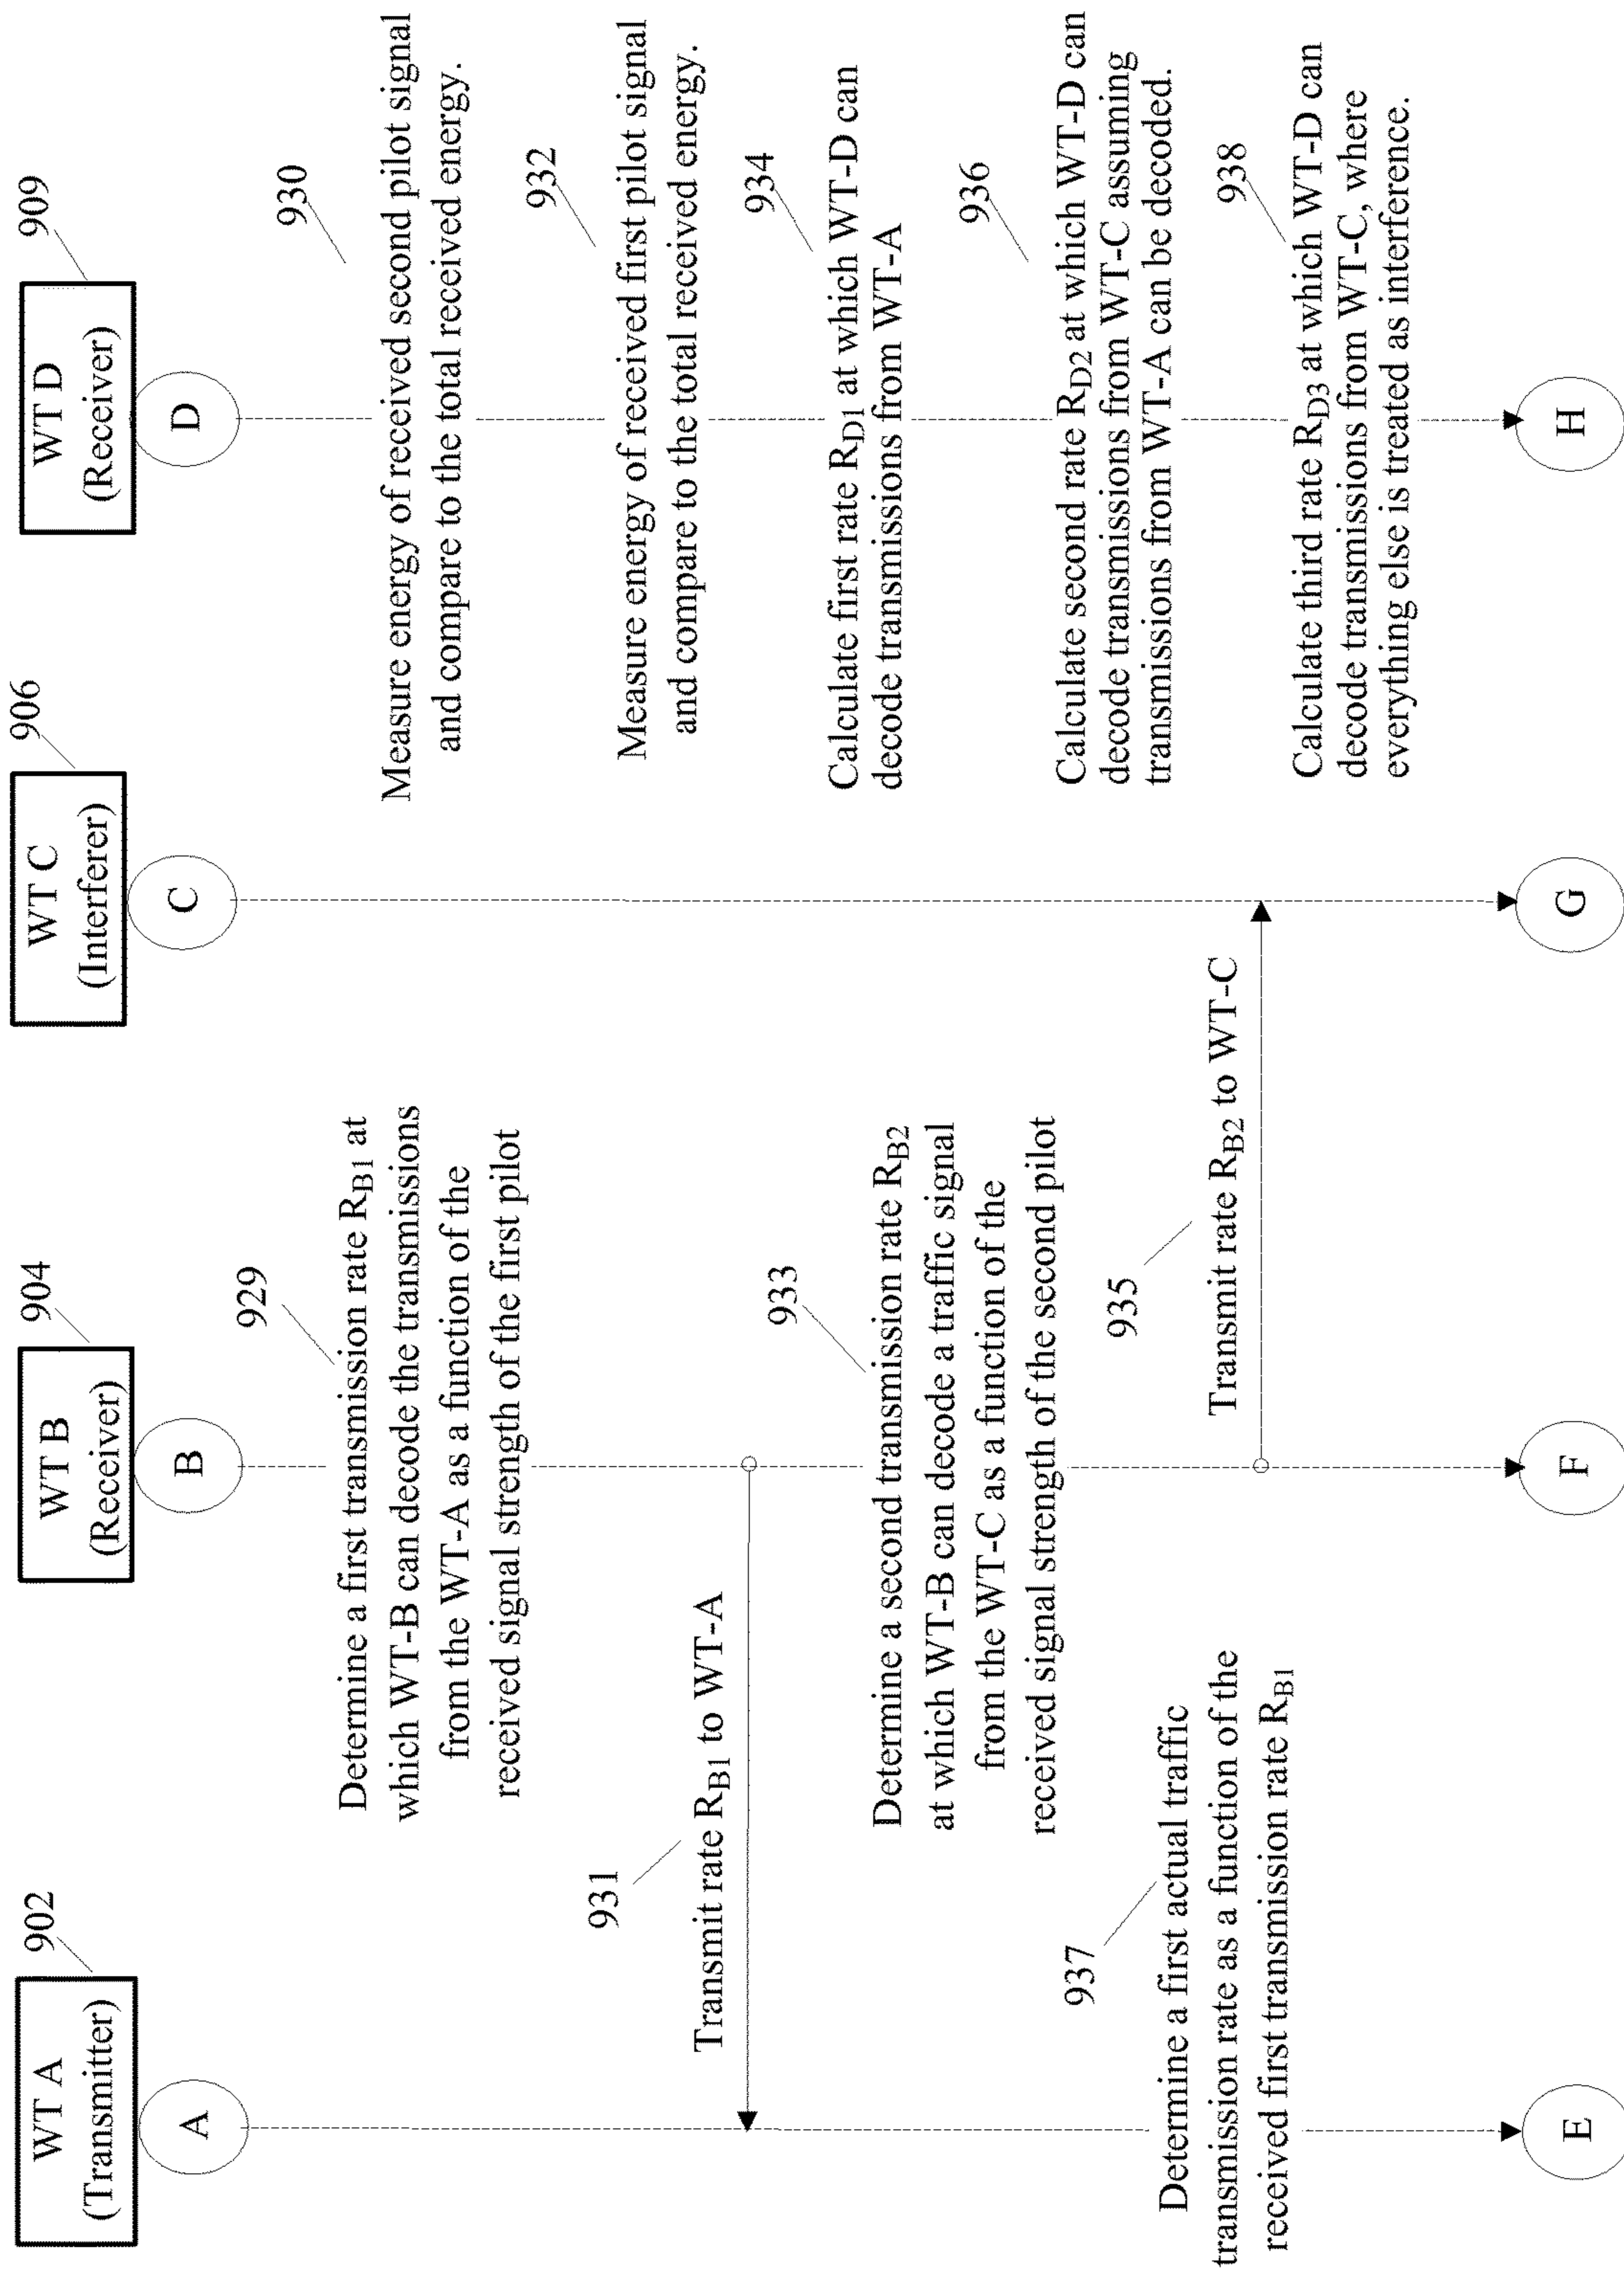 WT A
(Transmitter)
902
A
WT B
(Receiver)
904
B
WT C
(Interferer)
906
C
WT D
(Receiver)
909
D
929
Determine a first transmission rate R_B1 at
which WT-B can decode the transmissions
from the WT-A as a function of the
received signal strength of the first pilot
930
Measure energy of received second pilot signal
and compare to the total received energy.
931
Transmit rate R_B1 to WT-A
932
Measure energy of received first pilot signal
and compare to the total received energy.
933
Determine a second transmission rate R_B2
at which WT-B can decode a traffic signal
from the WT-C as a function of the
received signal strength of the second pilot
934
Calculate first rate R_D1 at which WT-D can
decode transmissions from WT-A
935
Transmit rate R_B2 to WT-C
936
Calculate second rate R_D2 at which WT-D can
decode transmissions from WT-C assuming
transmissions from WT-A can be decoded.
937
Determine a first actual traffic
transmission rate as a function of the
received first transmission rate R_B1
938
Calculate third rate R_D3 at which WT-D can
decode transmissions from WT-C, where
everything else is treated as interference.
E
F
G
H